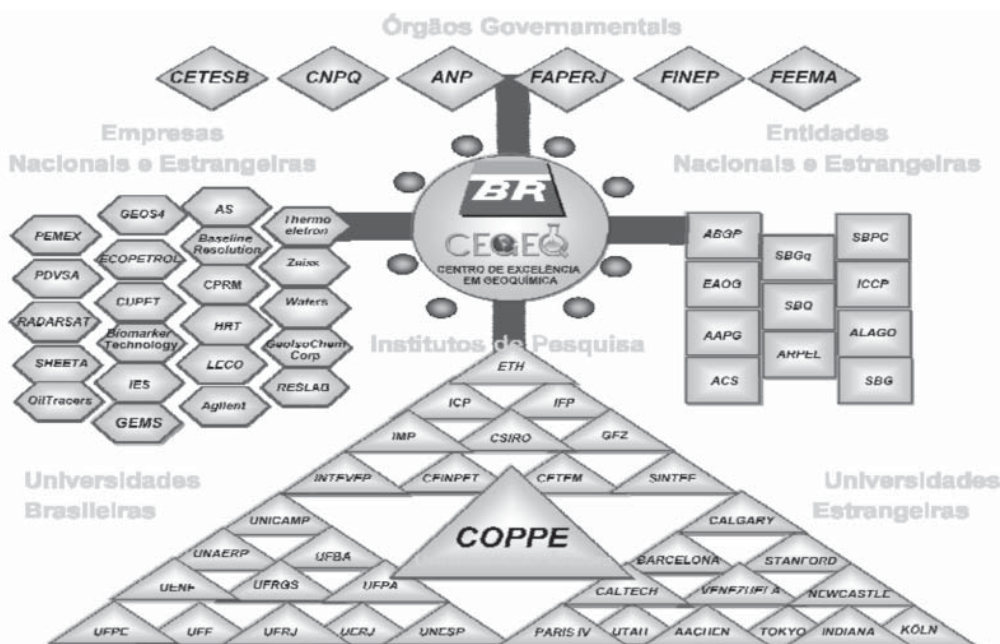 Órgãos Governamentais
CETESB
CNPQ
ANP
FAPERJ
FINEP
FEEMA
Empresas
Nacionais e Estrangeiras
Entidades
Nacionais e Estrangeiras
BR
CEGEQ
CENTRO DE EXCELÊNCIA
EM GEOQUÍMICA
PEMEX
PDVSA
RADARSAT
SHEETA
OilTracers
GEOS4
ECOPETROL
CUPET
Biomarker
Technology
IES
GEMS
AS
Baseline
Resolution
CPRM
HRT
LECO
Agilent
Thermo
eletron
Zeiss
Waters
GeoIsoChem
Corp
RESLAB
ABGP
EAOG
AAPG
ACS
SBGq
SBQ
ARPEL
SBPC
ICCP
ALAGO
SBG
Institutos de Pesquisa
ETH
ICP
IFP
IMP
CSIRO
GFZ
INTEVEP
CEINPET
CETEM
SINTEF
COPPE
Universidades
Brasileiras
UNICAMP
UNAERP
UFBA
UENF
UFRGS
UFPA
UFPE
UFF
UFRJ
UERJ
UNESP
Universidades
Estrangeiras
CALGARY
BARCELONA
STANFORD
CALTECH
VENEZUELA
NEWCASTLE
PARIS IV
UTAH
AACHEN
TOKYO
INDIANA
KÖLN